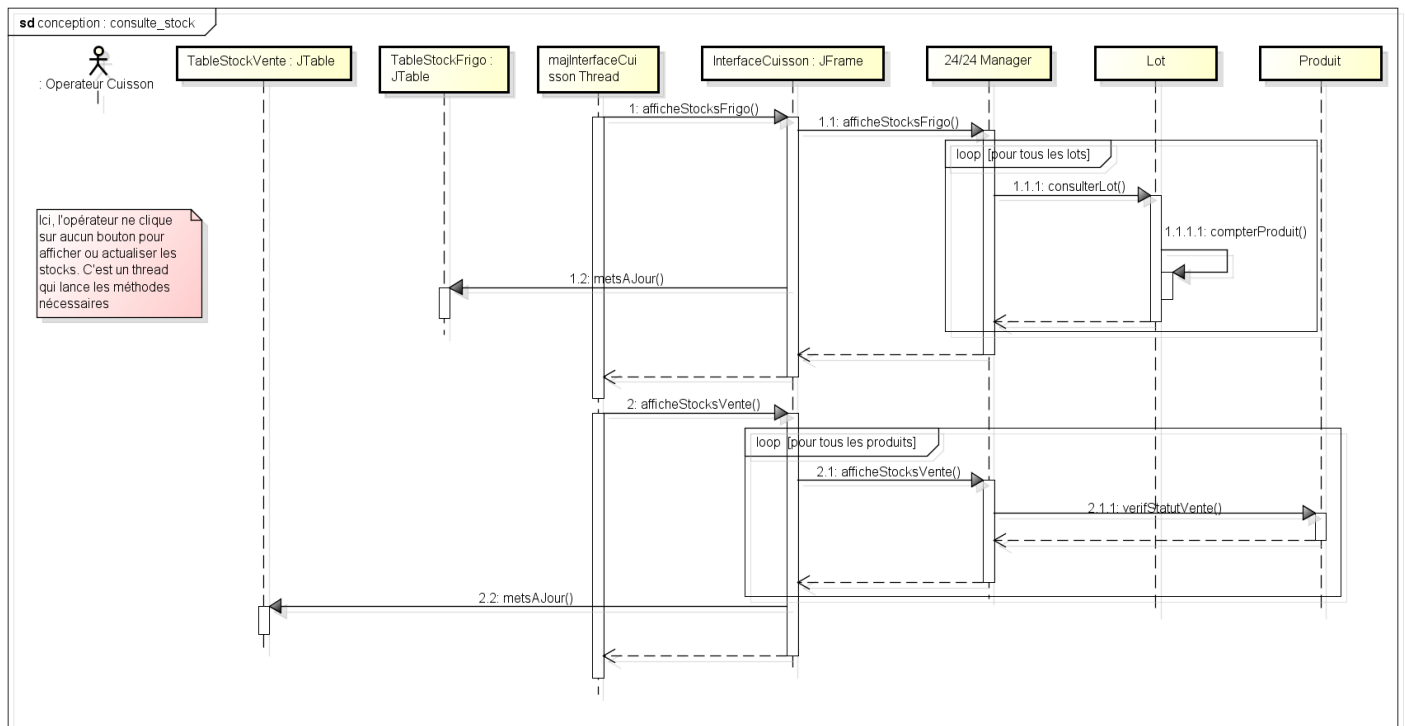 sd conception : consulte_stock
: Operateur Cuisson
TableStockVente : JTable
TableStockFrigo :
JTable
majInterfaceCui
sson Thread
InterfaceCuisson : JFrame
24/24 Manager
Lot
Produit
1: afficheStocksFrigo()
1.1: afficheStocksFrigo()
loop [pour tous les lots]
1.1.1: consulterLot()
1.1.1.1: compterProduit()
Ici, l'opérateur ne clique
sur aucun bouton pour
afficher ou actualiser les
stocks. C'est un thread
qui lance les méthodes
nécessaires
1.2: metsAJour()
2: afficheStocksVente()
loop [pour tous les produits]
2.1: afficheStocksVente()
2.1.1: verifStatutVente()
2.2: metsAJour()